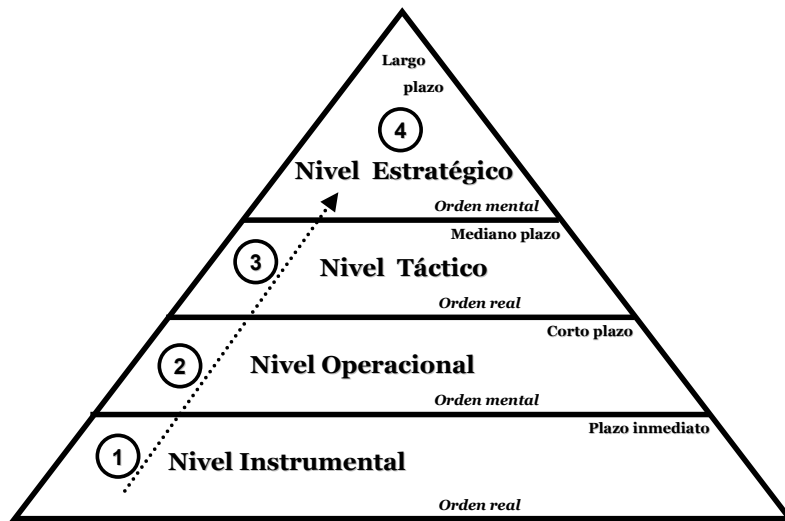 Largo
plazo
4
Nivel Estratégico
Orden mental
Mediano plazo
3
Nivel Táctico
Orden real
Corto plazo
2
Nivel Operacional
Orden mental
Plazo inmediato
1
Nivel Instrumental
Orden real